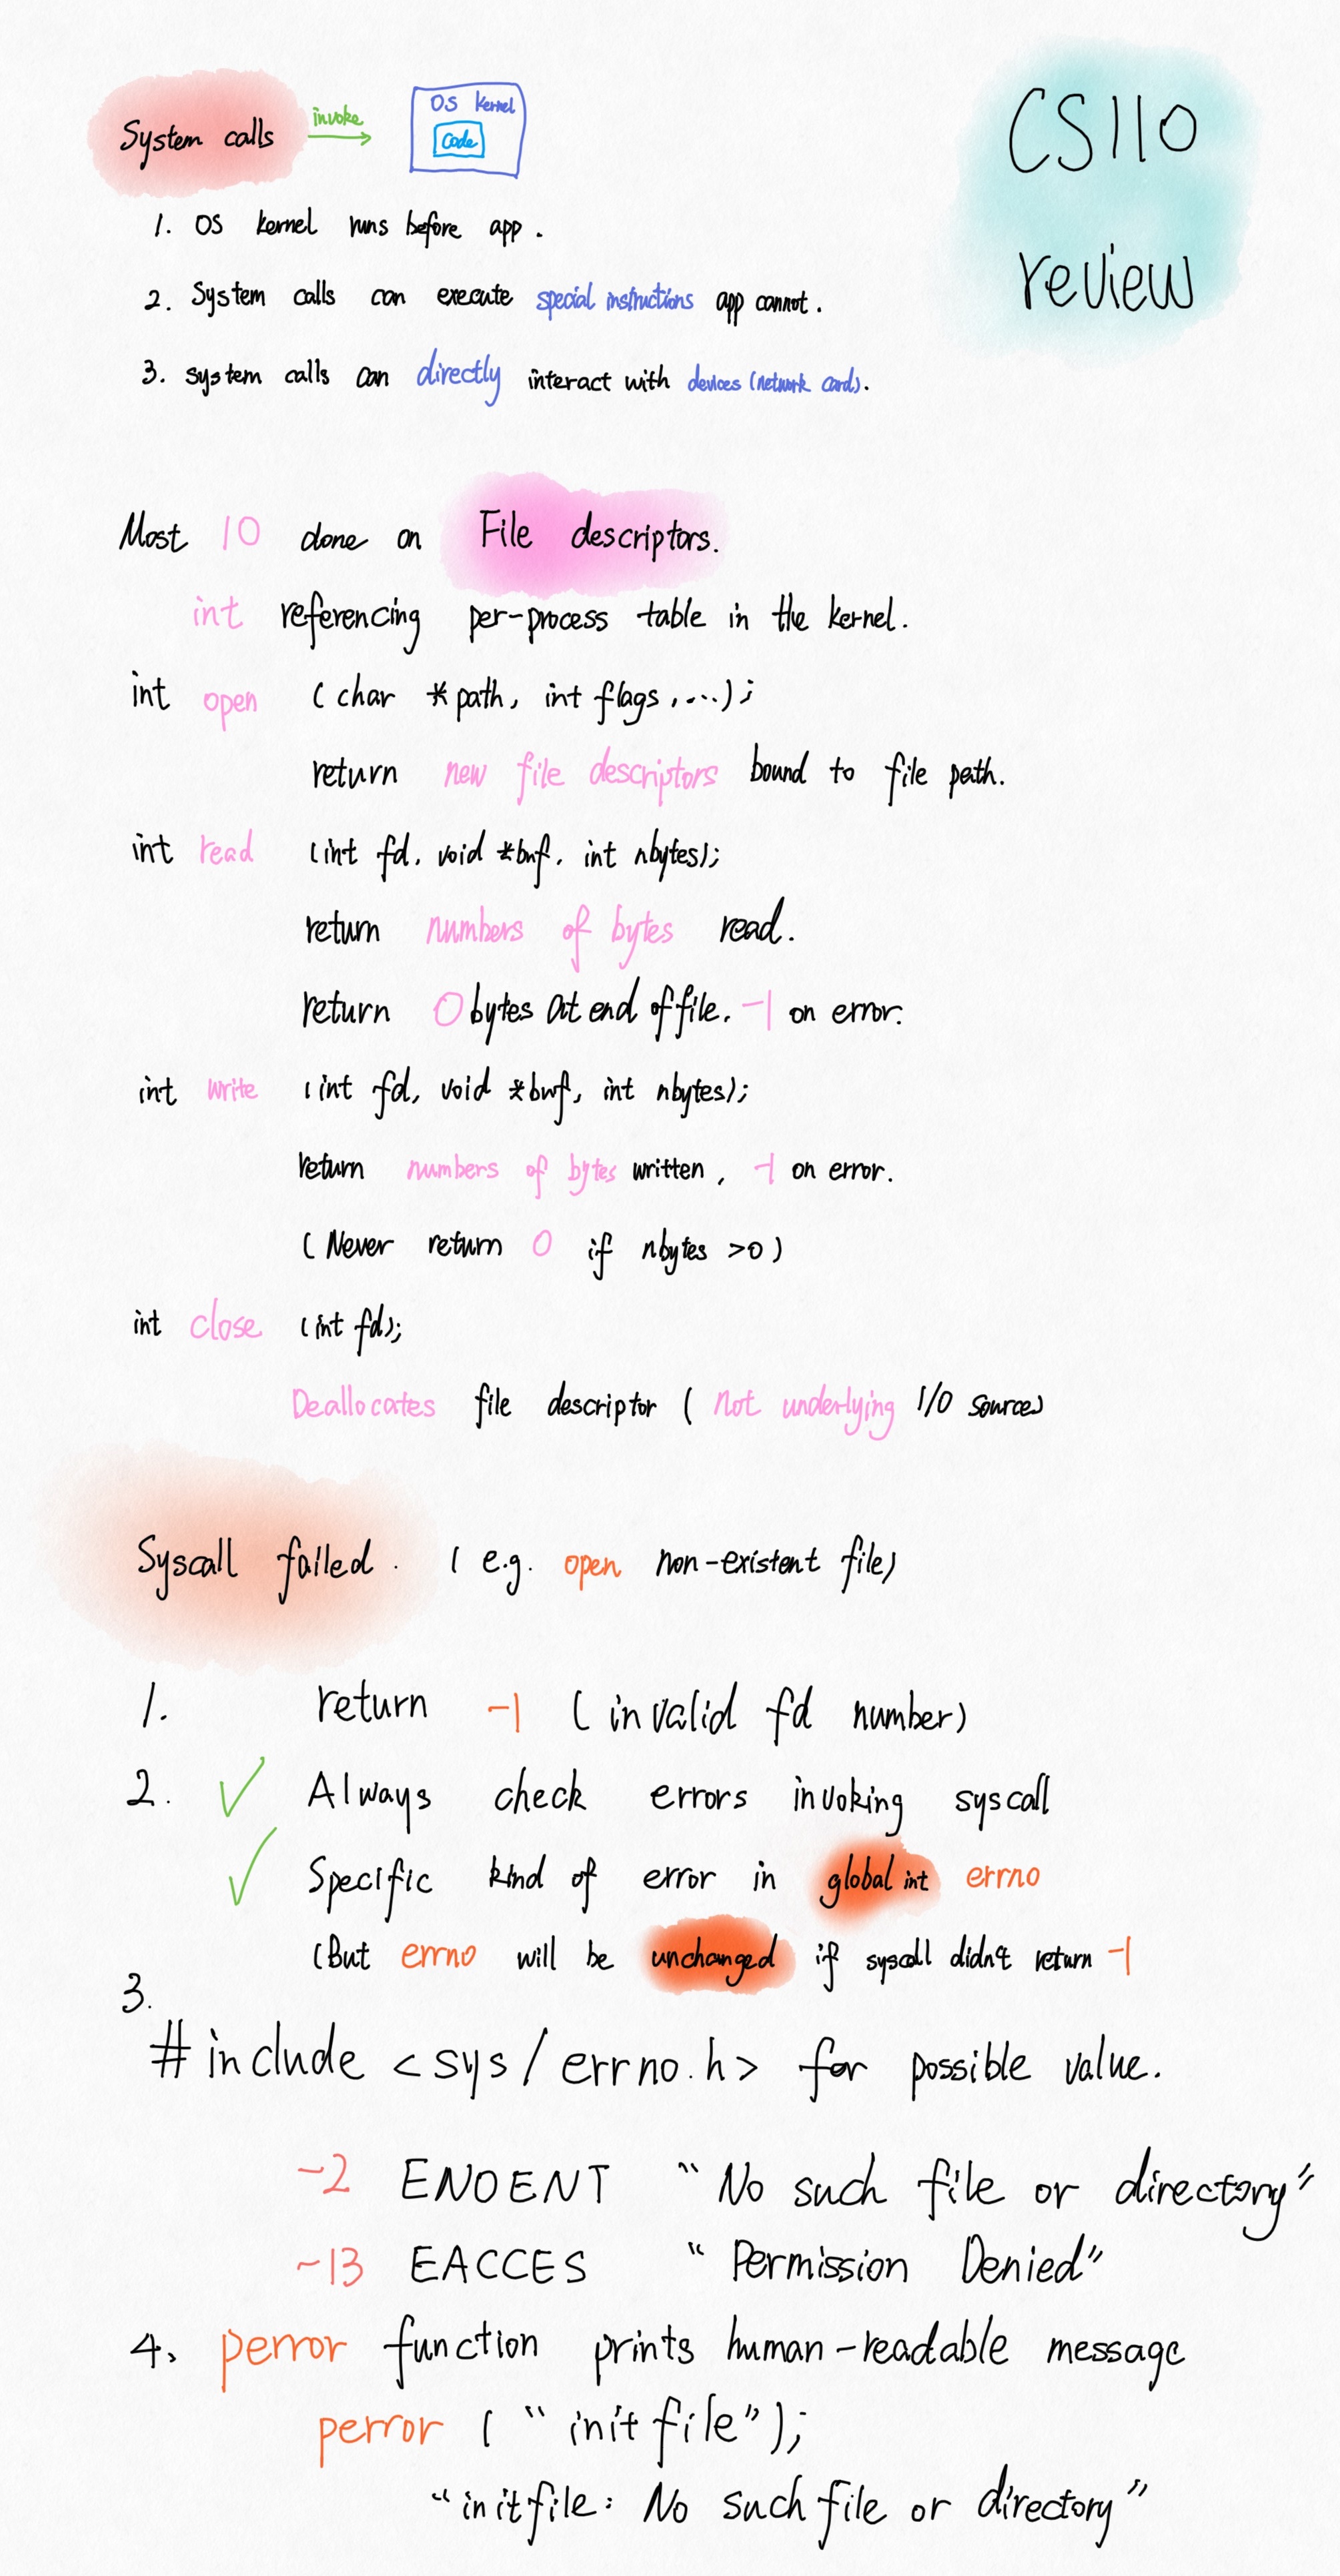 CS110
review
System calls invoke OS kernel
code
1. OS kernel runs before app.
2. System calls can execute special instructions app cannot.
3. system calls can directly interact with devices (network card).
Most IO done on File descriptors.
int referencing per-process table in the kernel.
int open (char *path, int flags, ...);
return new file descriptors bound to file path.
int read (int fd, void *buf, int nbytes);
return numbers of bytes read.
return 0 bytes at end of file. -1 on error.
int write (int fd, void *buf, int nbytes);
return numbers of bytes written, -1 on error.
(Never return 0 if nbytes >0)
int close (int fd);
Deallocates file descriptor (not underlying I/O source)
Syscall failed. (e.g. open non-existent file)
1. return -1 (invalid fd number)
2. ✓ Always check errors invoking syscall
✓ Specific kind of error in global int errno
(But errno will be unchanged if syscall didn't return -1
3.
#include <sys/errno.h> for possible value.
-2 ENOENT "No such file or directory"
-13 EACCES "Permission Denied"
4. perror function prints human-readable message
perror ("initfile");
"initfile: No such file or directory"